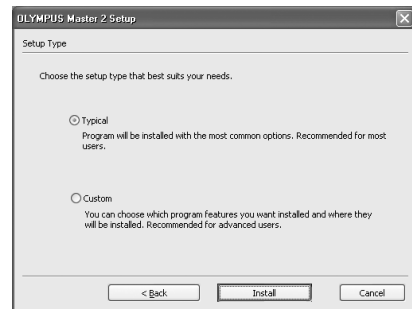 OLYMPUS Master 2 Setup
Setup Type
Choose the setup type that best suits your needs.
Typical
Program will be installed with the most common options. Recommended for most
users.
Custom
You can choose which program features you want installed and where they
will be installed. Recommended for advanced users.
< Back
Install
Cancel